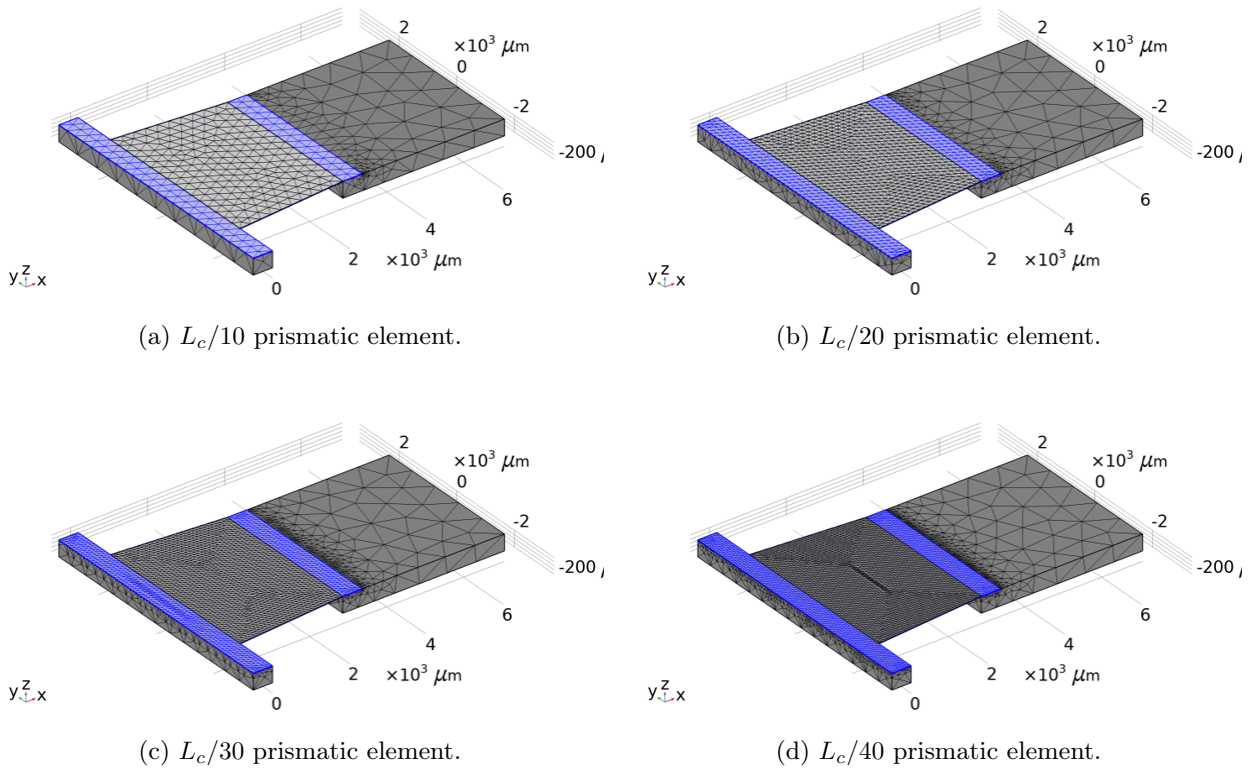 2
×10³ μm
0
-2
-200
6
4
2 ×10³ μm
0
y z x
(a) L_c/10 prismatic element.
2
×10³ μm
0
-2
-200
6
4
2 ×10³ μm
0
y z x
(b) L_c/20 prismatic element.
2
×10³ μm
0
-2
-200
6
4
2 ×10³ μm
0
y z x
(c) L_c/30 prismatic element.
2
×10³ μm
0
-2
-200
6
4
2 ×10³ μm
0
y z x
(d) L_c/40 prismatic element.